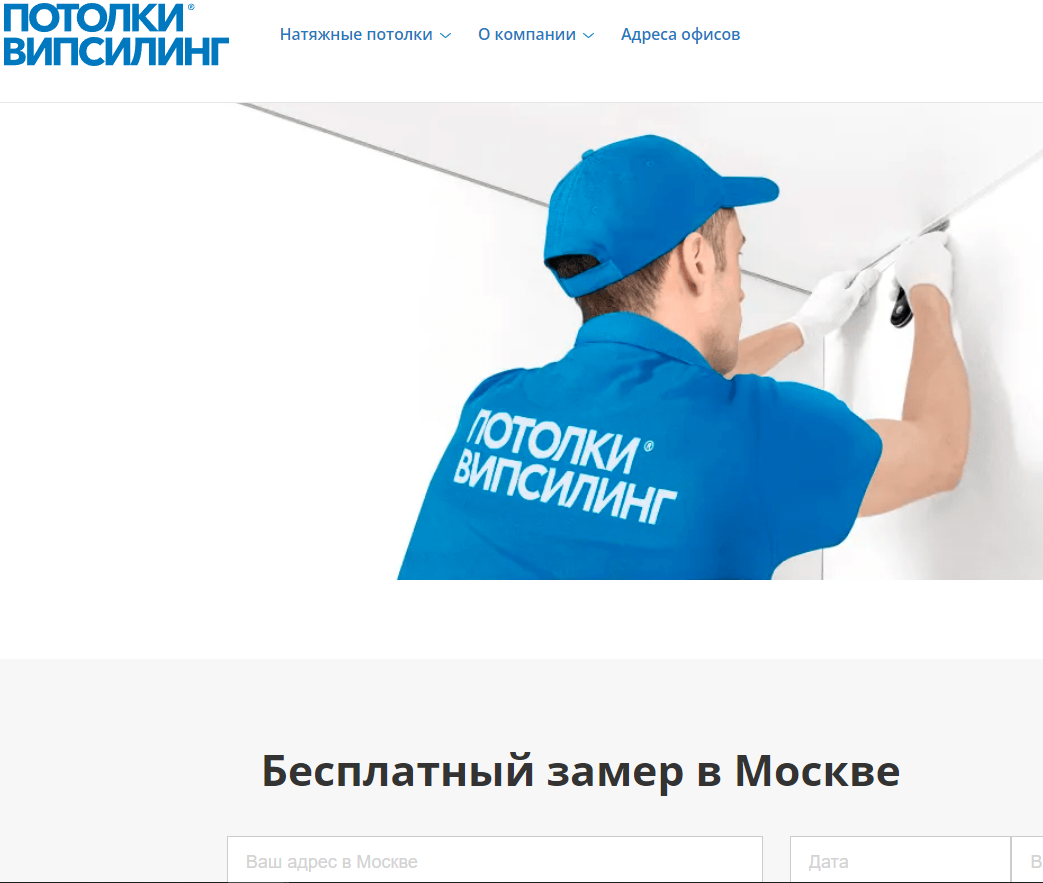 ПОТОЛКИ®
ВИПСИЛИНГ
Натяжные потолки
О компании
Адреса офисов
ПОТОЛКИ®
ВИПСИЛИНГ
Бесплатный замер в Москве
Ваш адрес в Москве
Дата
В